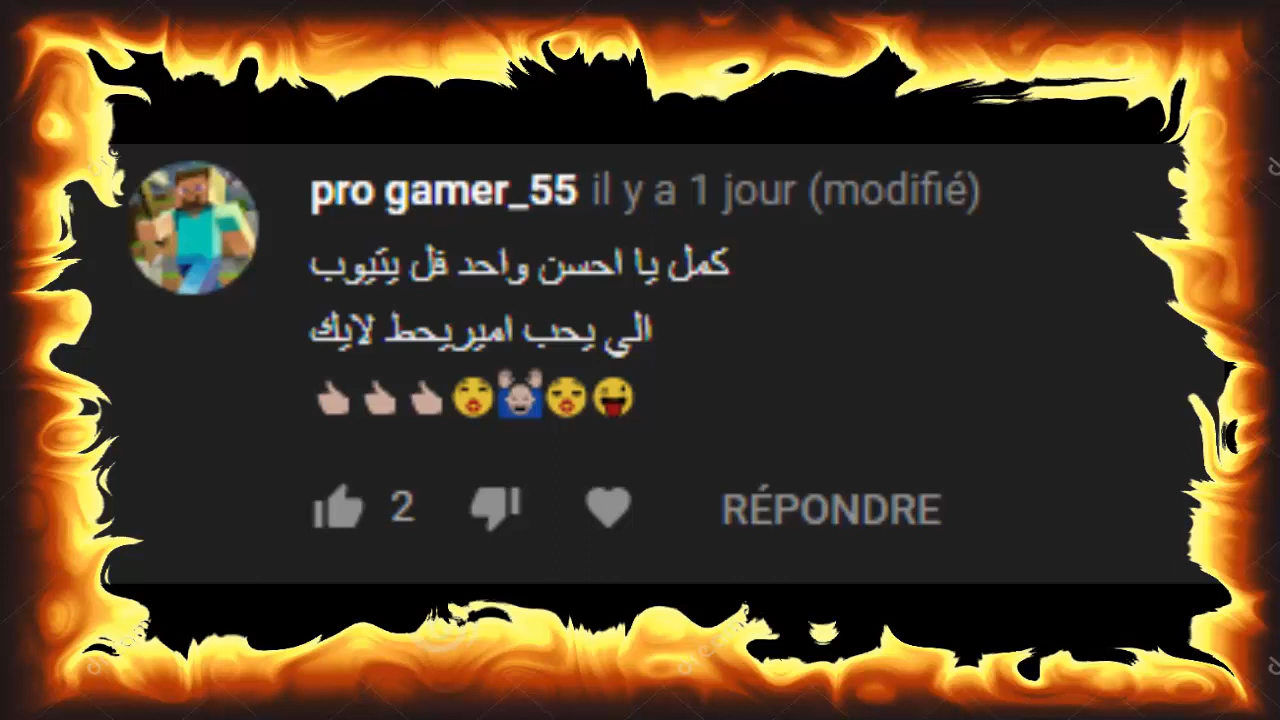 pro gamer_55 il y a 1 jour (modifié)
كمل يا احسن واحد قل يتيوب
الي يحب اميريحط لايك
👍🏻👍🏻👍🏻😲🙌🏻😲😜
2
RÉPONDRE